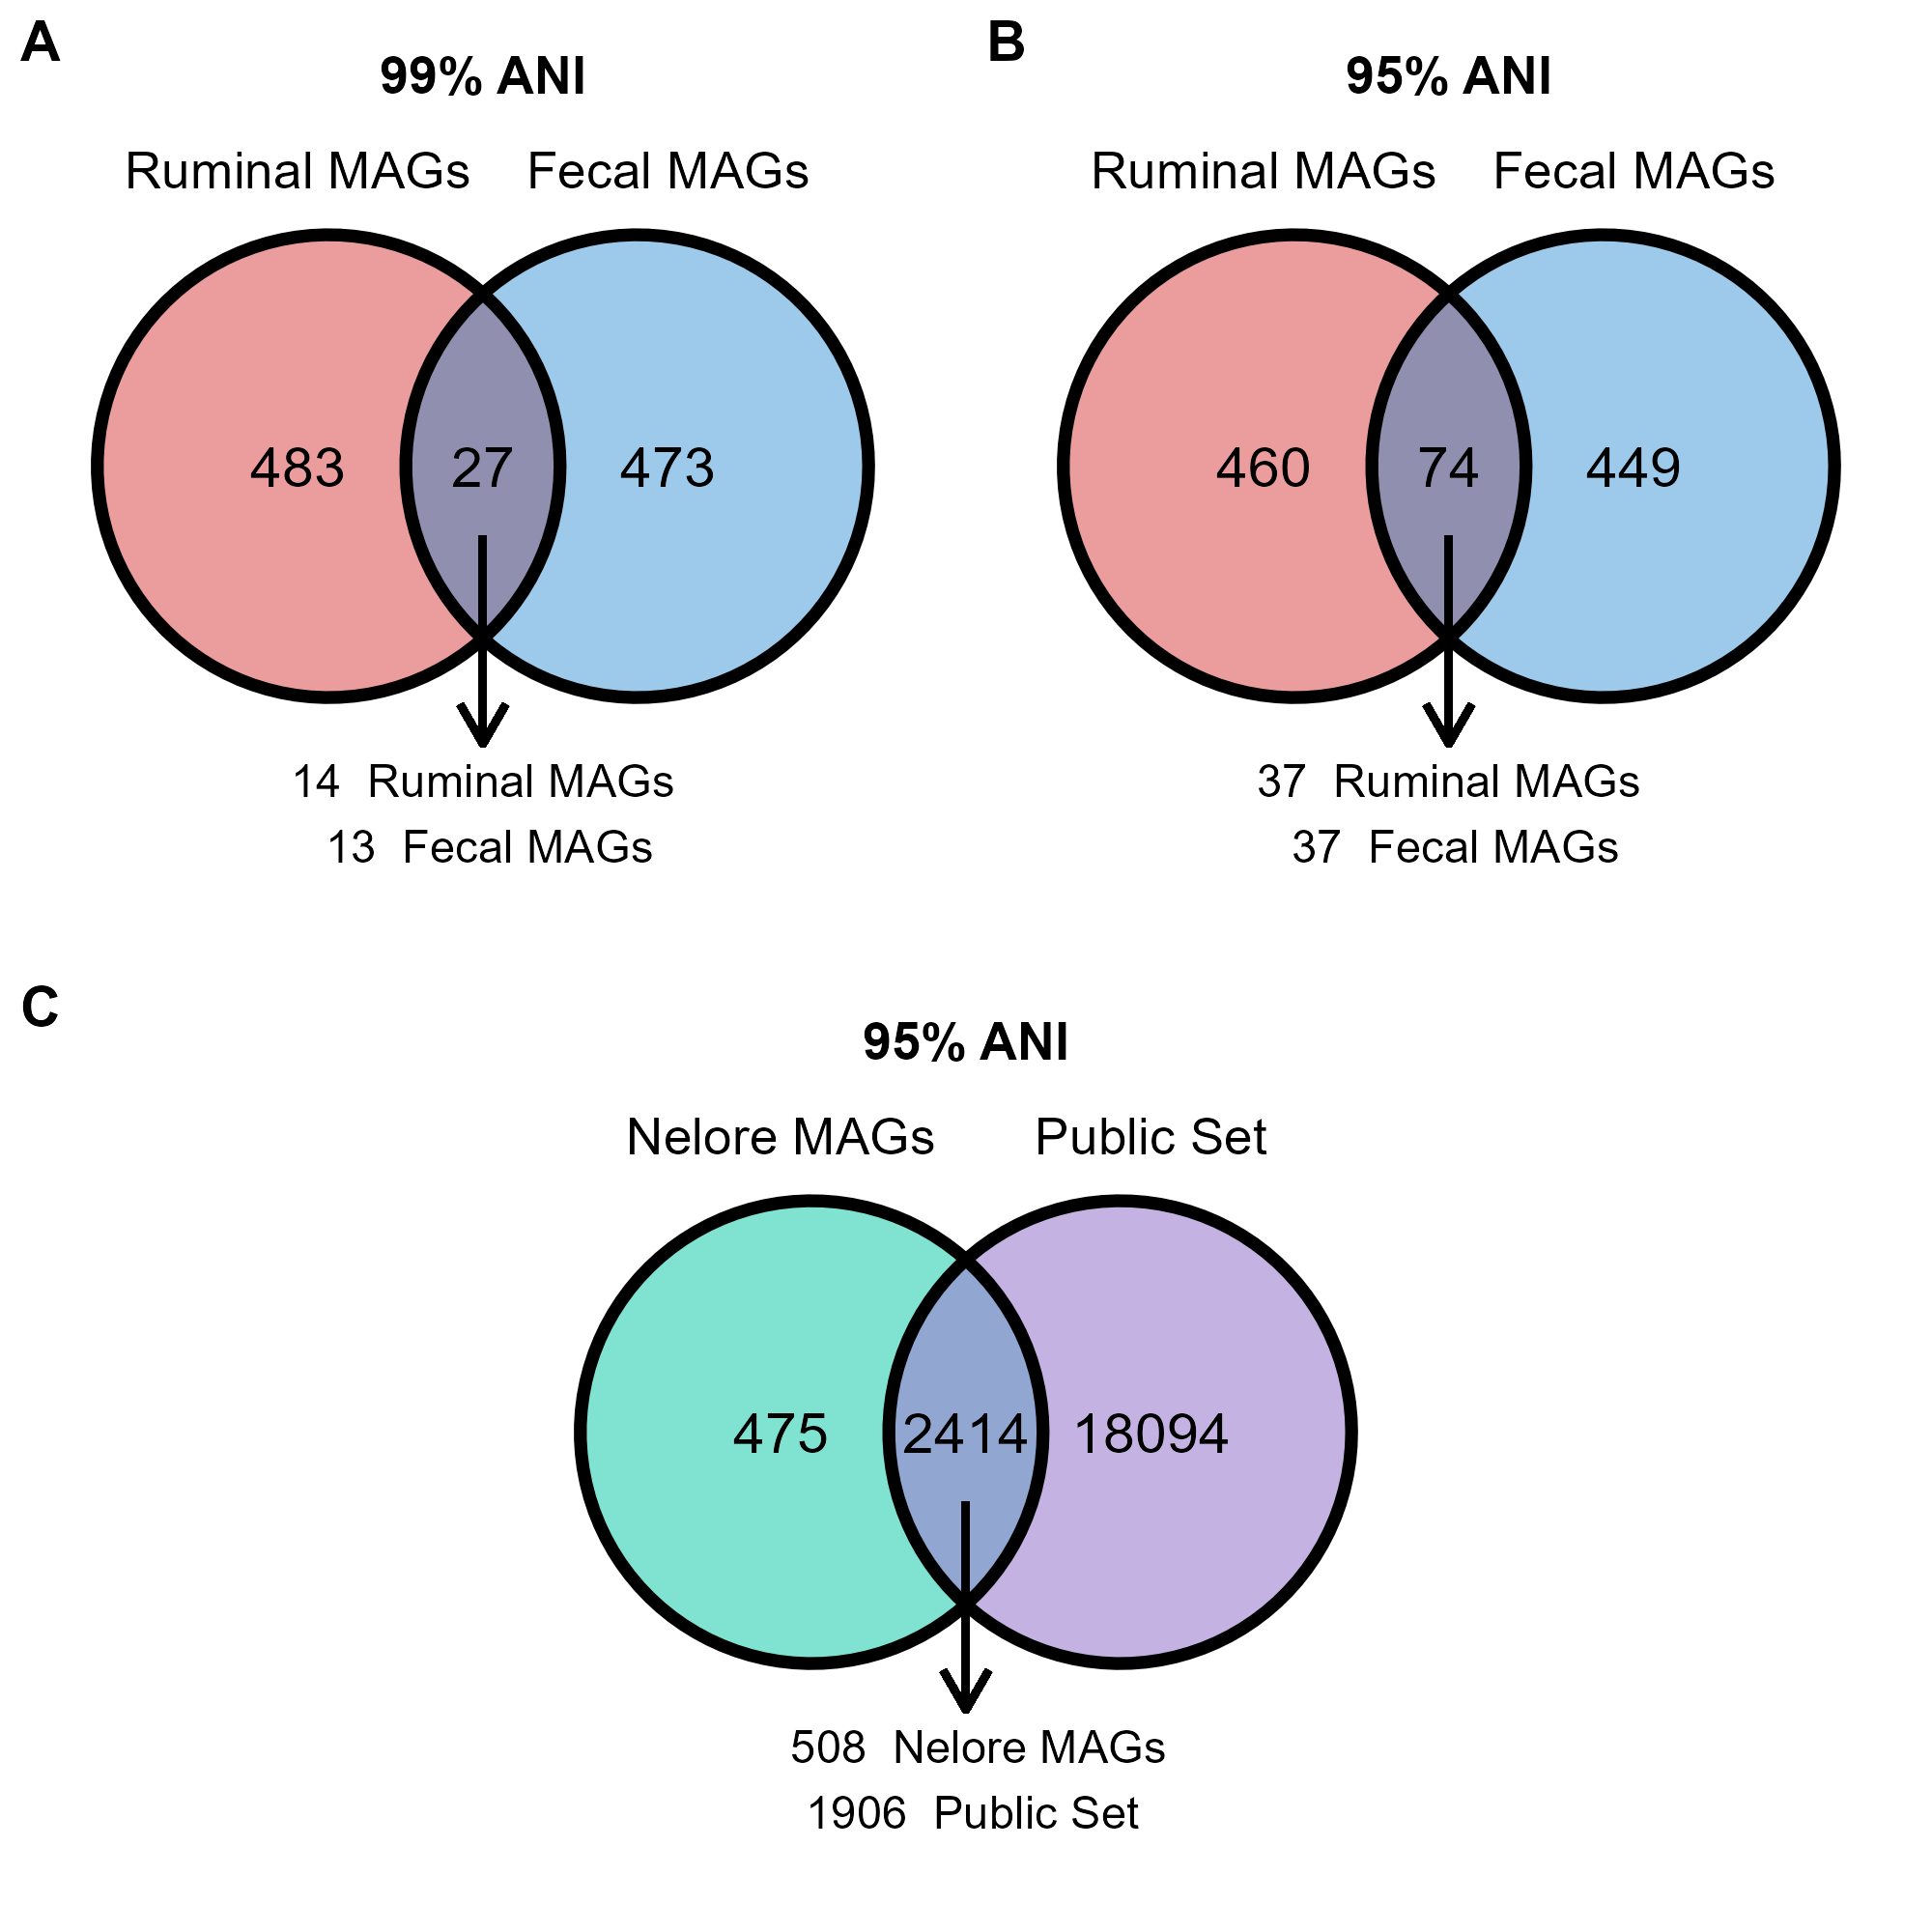 A
99% ANI
Ruminal MAGs Fecal MAGs
483 27 473
14 Ruminal MAGs
13 Fecal MAGs
B
95% ANI
Ruminal MAGs Fecal MAGs
460 74 449
37 Ruminal MAGs
37 Fecal MAGs
C
95% ANI
Nelore MAGs Public Set
475 2414 18094
508 Nelore MAGs
1906 Public Set